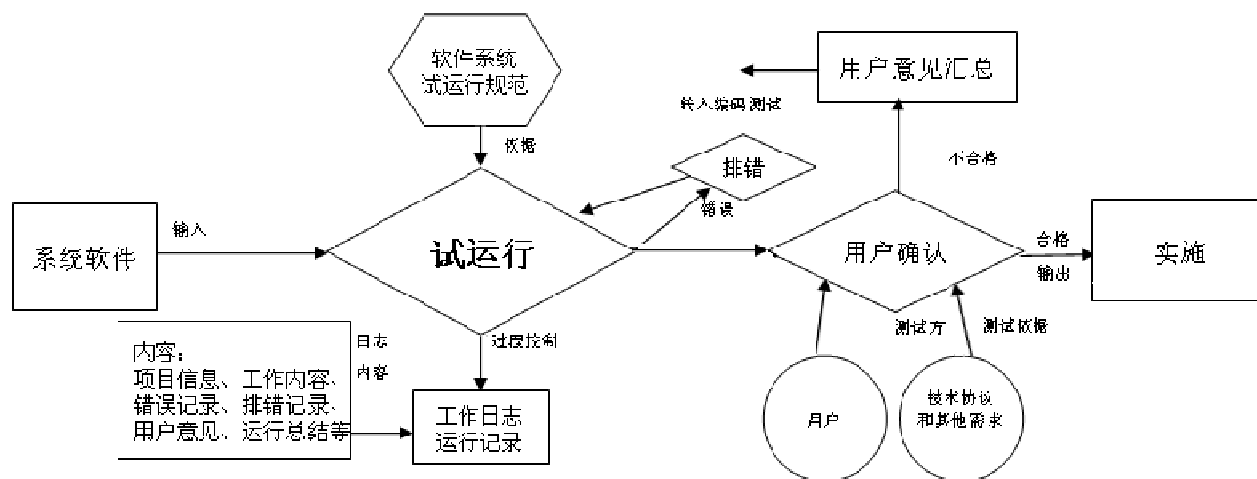 软件系统
试运行规范
依据
用户意见汇总
转入编码测试
排错
错误
不合格
系统软件
输入
试运行
用户确认
合格
输出
实施
过程控制
日志
内容
内容：
项目信息、工作内容、
错误记录、排错记录、
用户意见、运行总结等
工作日志
运行记录
测试方
测试依据
用户
技术协议
和其他需求